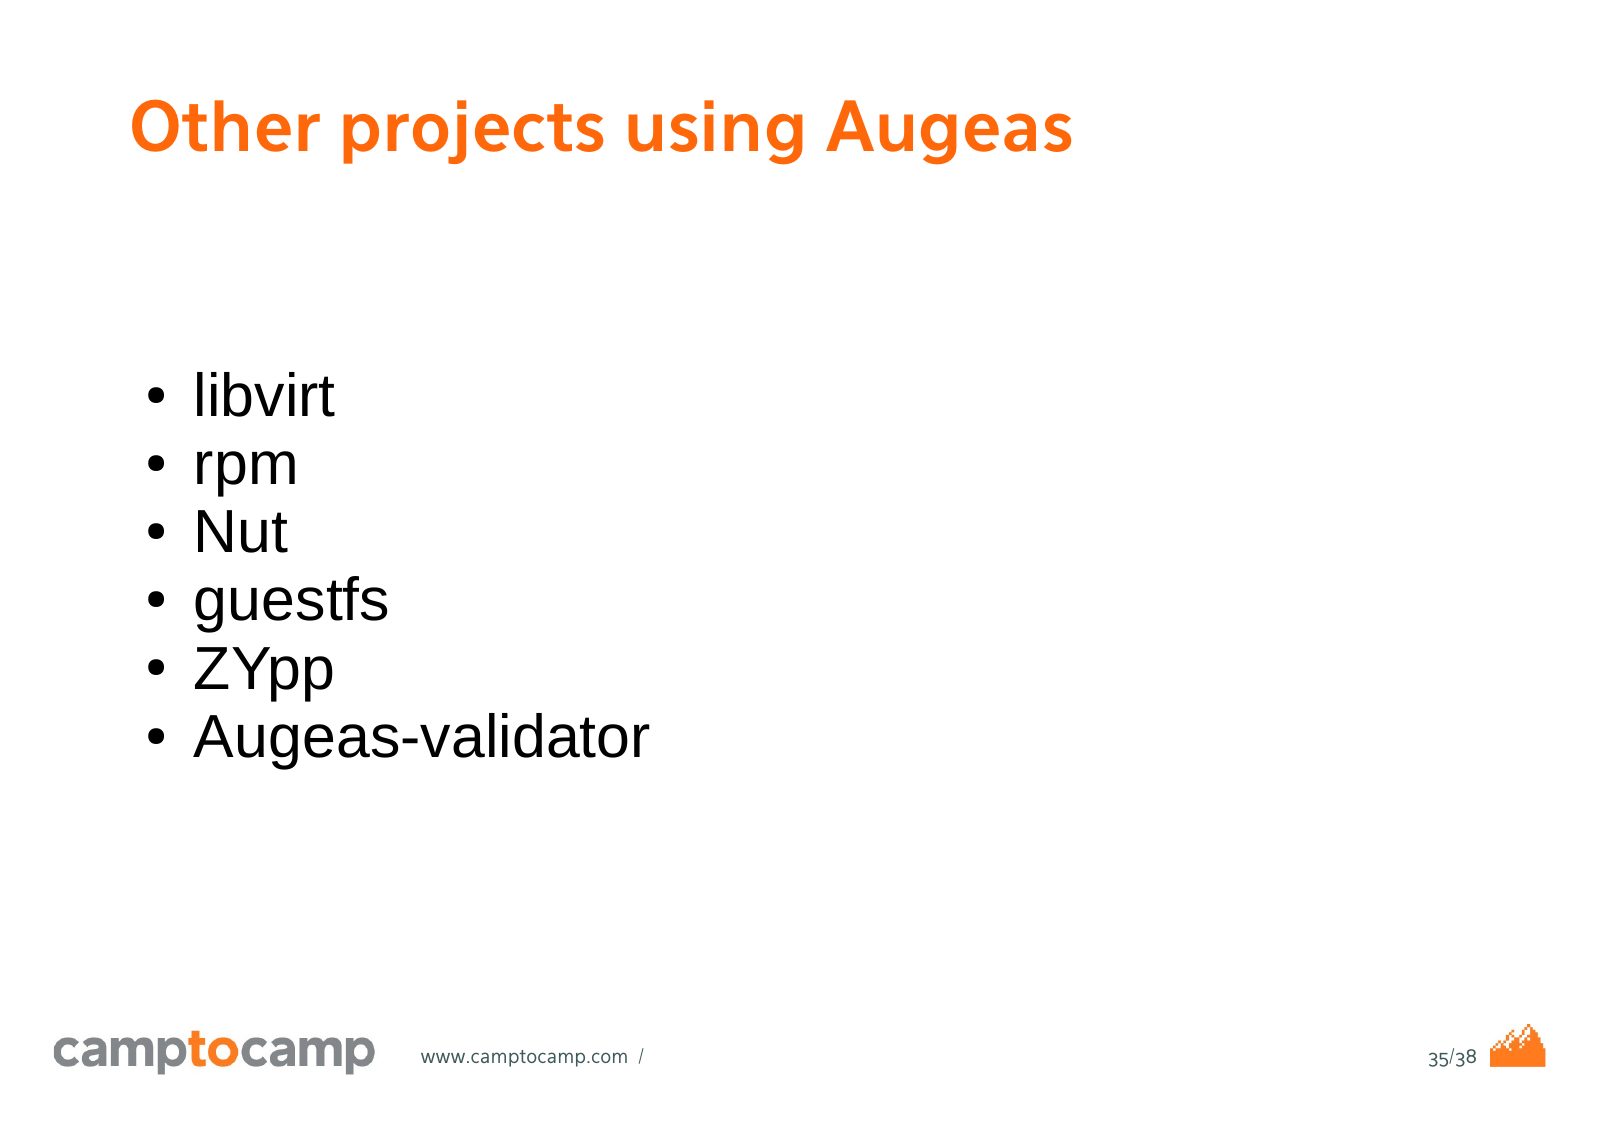 Other projects using Augeas
• libvirt
• rpm
• Nut
• guestfs
• ZYpp
• Augeas-validator
camptocamp www.camptocamp.com / 35/38